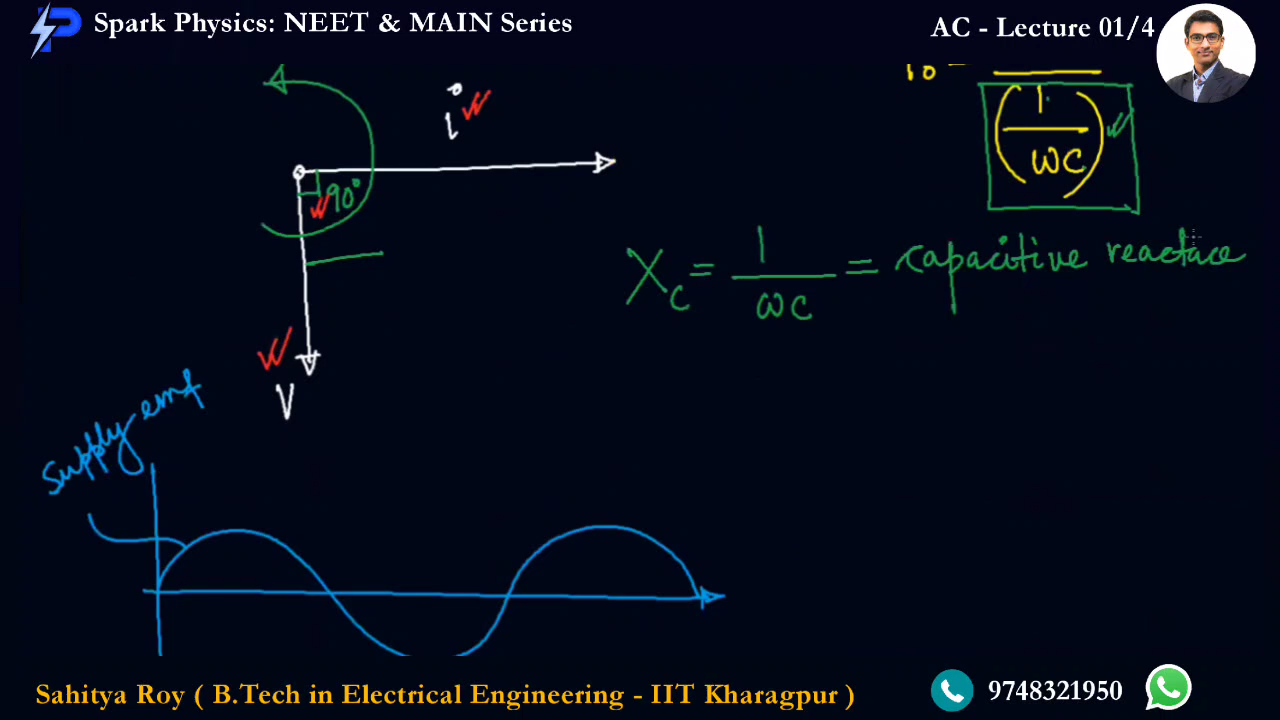 Spark Physics: NEET & MAIN Series
AC - Lecture 01/4
i
90°
V
1
ωC
X_C = 1/ωC = capacitive reactace
supply emf
Sahitya Roy ( B.Tech in Electrical Engineering - IIT Kharagpur )
9748321950